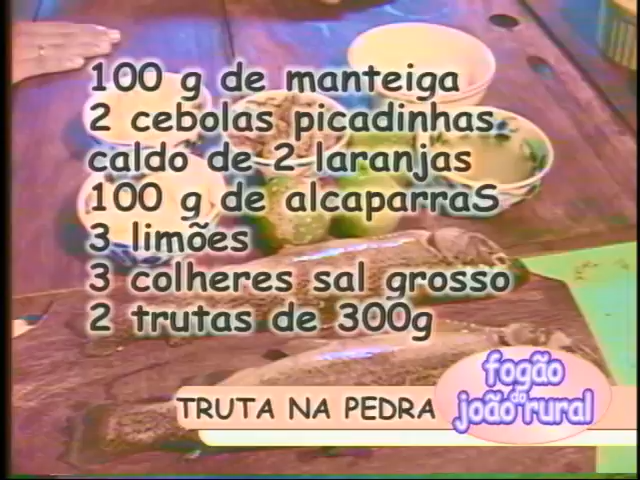 100 g de manteiga
2 cebolas picadinhas
caldo de 2 laranjas
100 g de alcaparraS
3 limões
3 colheres sal grosso
2 trutas de 300g
TRUTA NA PEDRA
fogão
do
joão rural